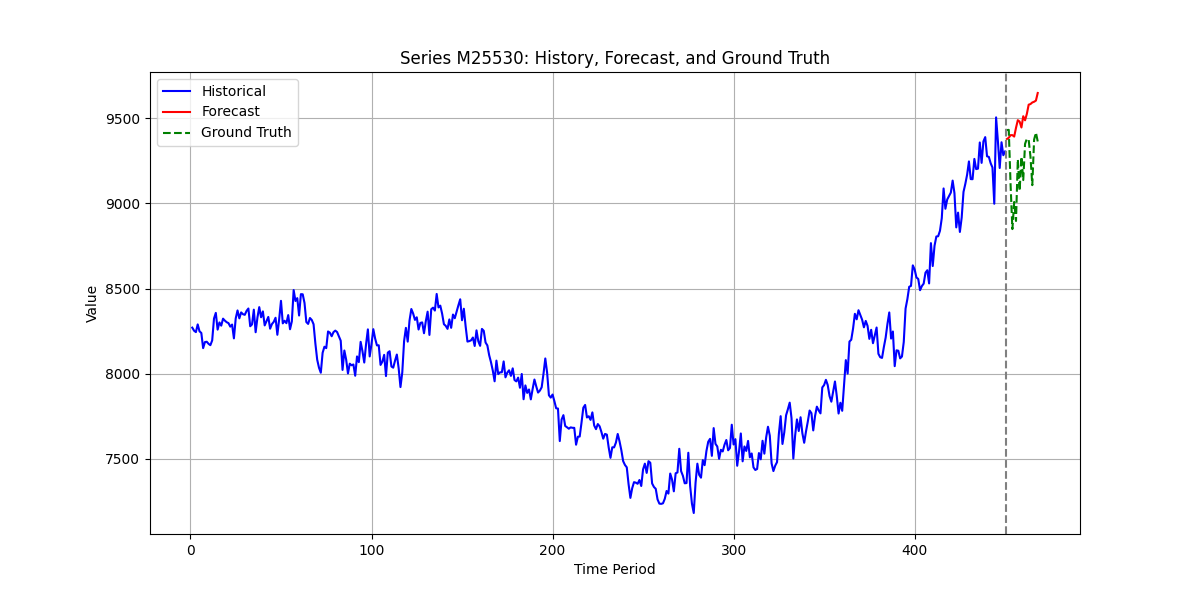 Series M25530: History, Forecast, and Ground Truth
Historical
Forecast
Ground Truth
9500
9000
8500
8000
7500
Value
0
100
200
300
400
Time Period